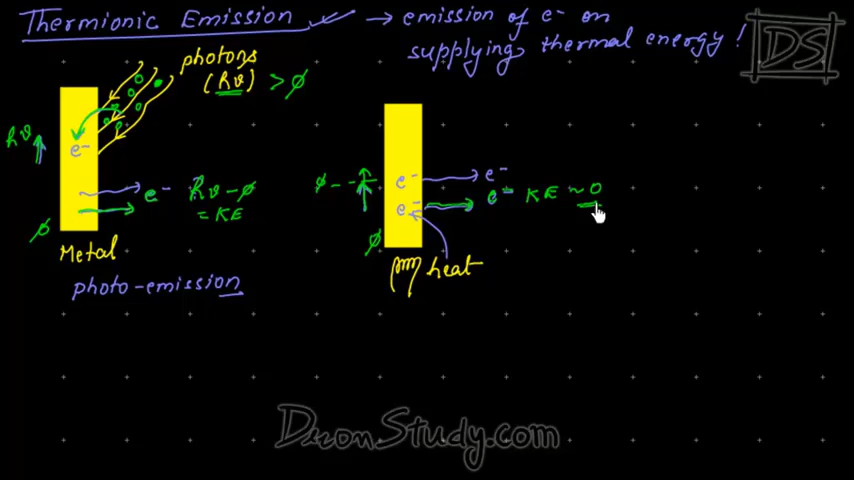 Thermionic Emission → emission of e⁻ on
supplying thermal energy!
DS
photons
(hν) > φ
hν
e⁻
e⁻ hν - φ
= KE
φ
Metal
photo-emission
φ
e⁻ e⁻
e⁻ e⁻ KE ~ 0
φ
heat
DronStudy.com